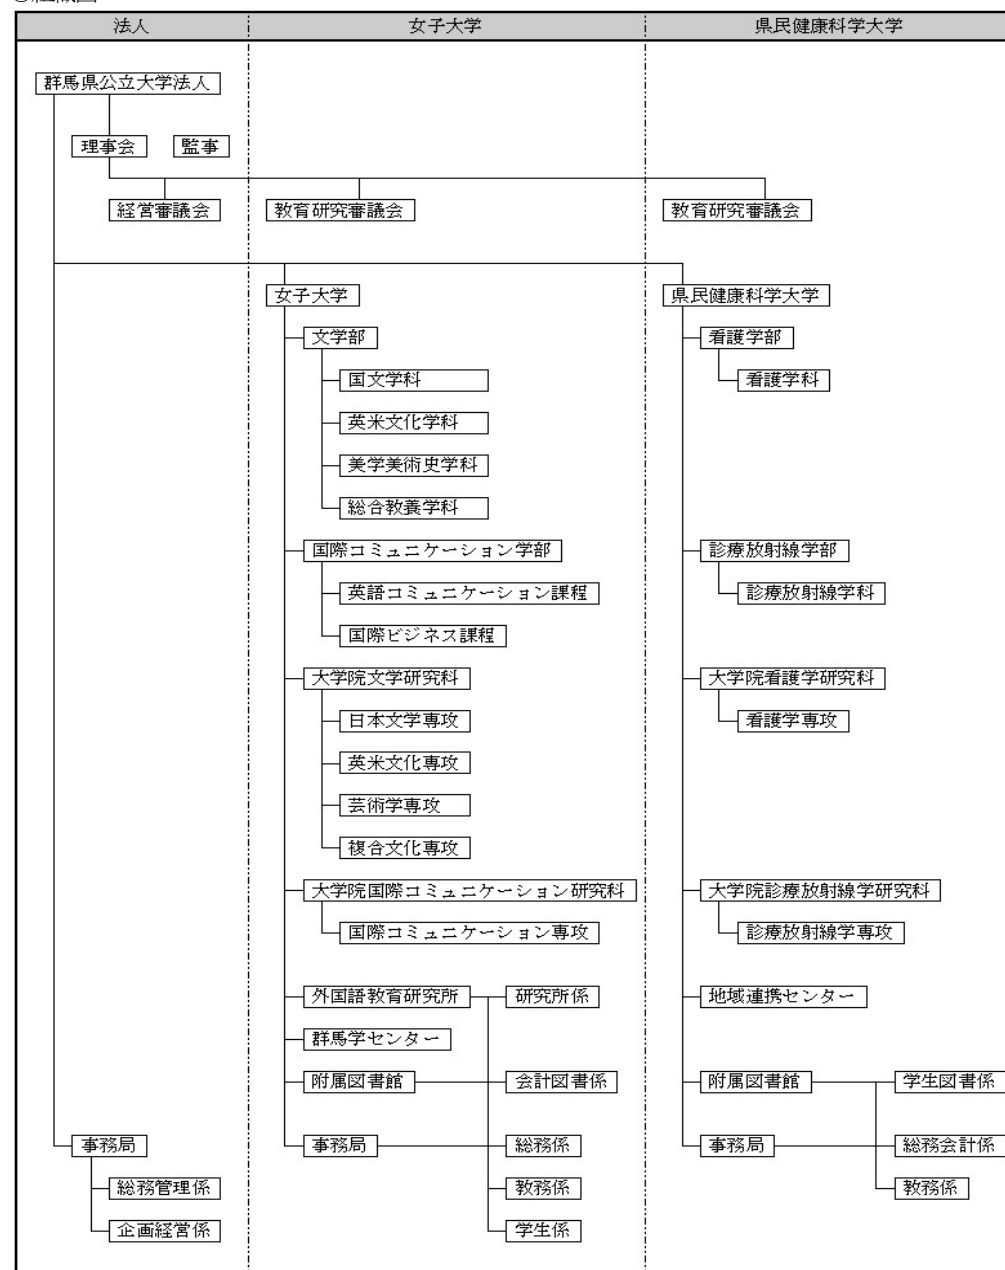 法人 女子大学 県民健康科学大学
群馬県公立大学法人
理事会 監事
経営審議会 教育研究審議会 教育研究審議会
女子大学 県民健康科学大学
文学部 看護学部
国文学科 看護学科
英米文化学科
美学美術史学科
総合教養学科
国際コミュニケーション学部 診療放射線学部
英語コミュニケーション課程 診療放射線学科
国際ビジネス課程
大学院文学研究科 大学院看護学研究科
日本文学専攻 看護学専攻
英米文化専攻
芸術学専攻
複合文化専攻
大学院国際コミュニケーション研究科 大学院診療放射線学研究科
国際コミュニケーション専攻 診療放射線学専攻
外国語教育研究所 研究所係 地域連携センター
群馬学センター
附属図書館 会計図書係 附属図書館 学生図書係
事務局 事務局 総務係 事務局 総務会計係
総務管理係 教務係 教務係
企画経営係 学生係